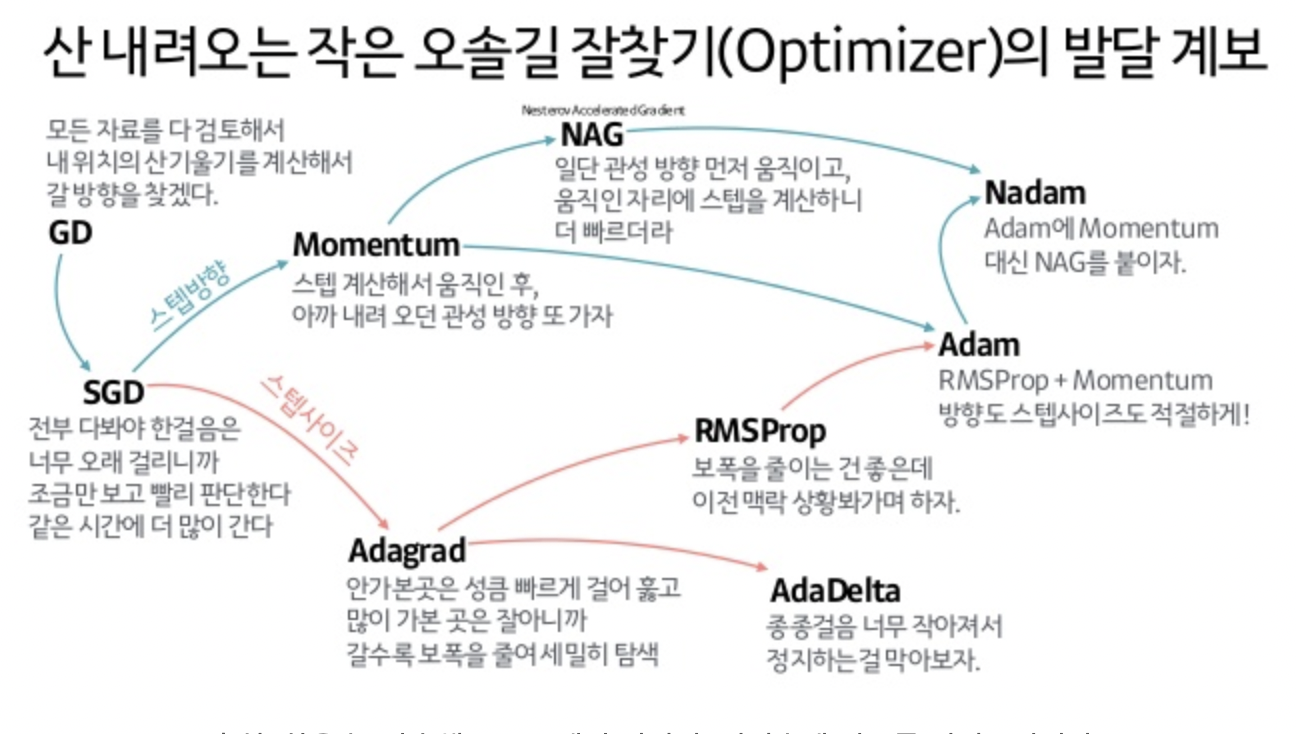 산 내려오는 작은 오솔길 잘찾기(Optimizer)의 발달 계보
모든 자료를 다 검토해서
내 위치의 산기울기를 계산해서
갈 방향을 찾겠다.
GD
스텝방향
SGD
전부 다봐야 한걸음은
너무 오래 걸리니까
조금만 보고 빨리 판단한다
같은 시간에 더 많이 간다
Momentum
스텝 계산해서 움직인 후,
아까 내려 오던 관성 방향 또 가자
Nesterov Accelerated Gradient
NAG
일단 관성 방향 먼저 움직이고,
움직인 자리에 스텝을 계산하니
더 빠르더라
Nadam
Adam에 Momentum
대신 NAG를 붙이자.
Adam
RMSProp + Momentum
방향도 스텝사이즈도 적절하게!
스텝사이즈
Adagrad
안가본곳은 성큼 빠르게 걸어 훓고
많이 가본 곳은 잘아니까
갈수록 보폭을 줄여 세밀히 탐색
RMSProp
보폭을 줄이는 건 좋은데
이전 맥락 상황봐가며 하자.
AdaDelta
종종걸음 너무 작아져서
정지하는걸 막아보자.